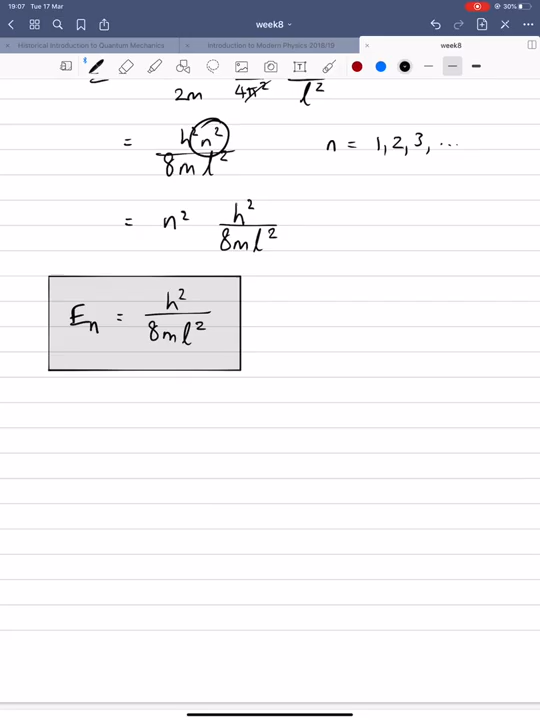 19:07 Tue 17 Mar
30%
week8
Historical Introduction to Quantum Mechanics
Introduction to Modern Physics 2018/19
week8
2m 4π² l²
= h²n² / 8ml² n = 1, 2, 3, ...
= n² h² / 8ml²
Eₙ = h² / 8ml²